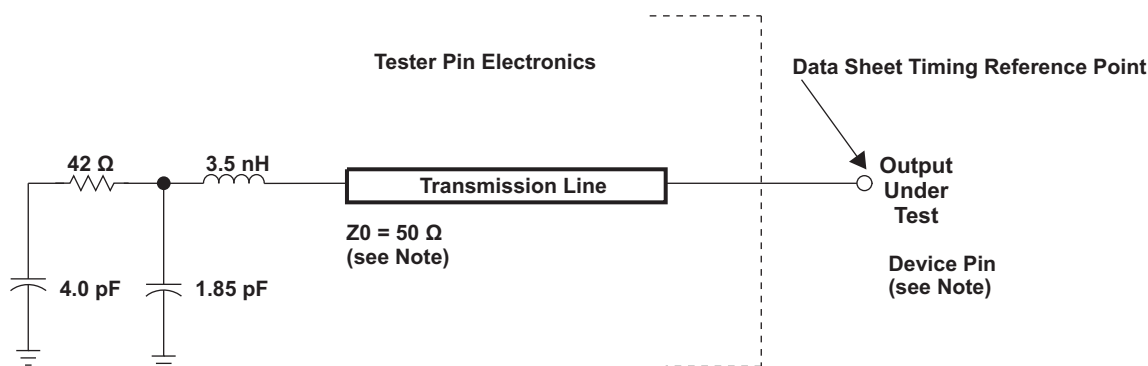 Tester Pin Electronics
Data Sheet Timing Reference Point
42 Ω
3.5 nH
Transmission Line
Output
Under
Test
Z0 = 50 Ω
(see Note)
Device Pin
(see Note)
4.0 pF
1.85 pF